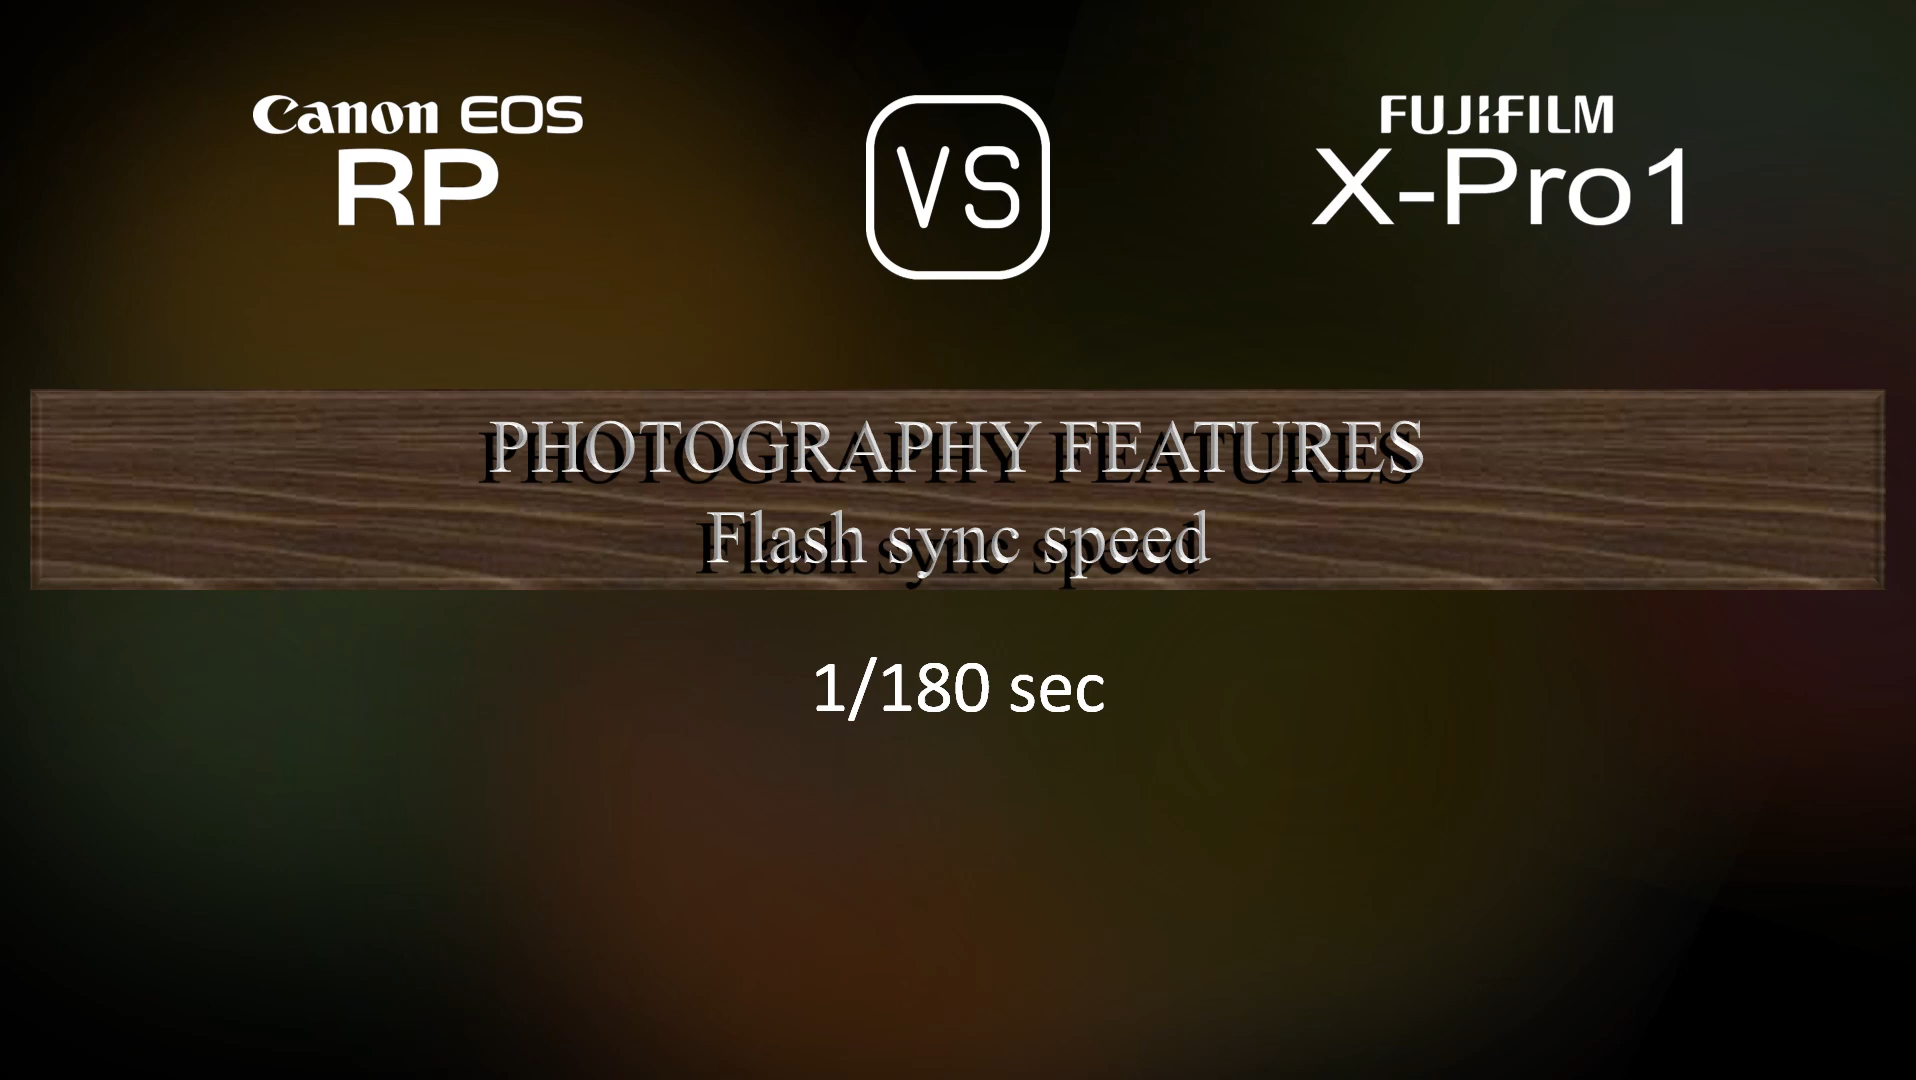 Canon EOS
RP
VS
FUJIFILM
X-Pro1
PHOTOGRAPHY FEATURES
Flash sync speed
1/180 sec